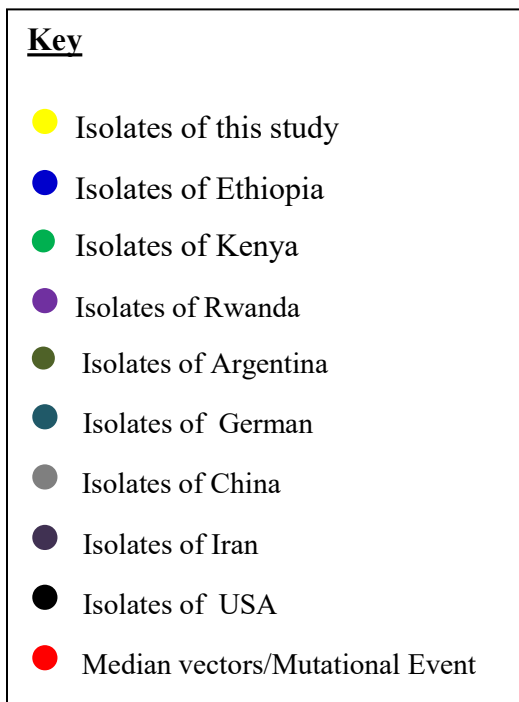 Key
Isolates of this study
Isolates of Ethiopia
Isolates of Kenya
Isolates of Rwanda
Isolates of Argentina
Isolates of German
Isolates of China
Isolates of Iran
Isolates of USA
Median vectors/Mutational Event